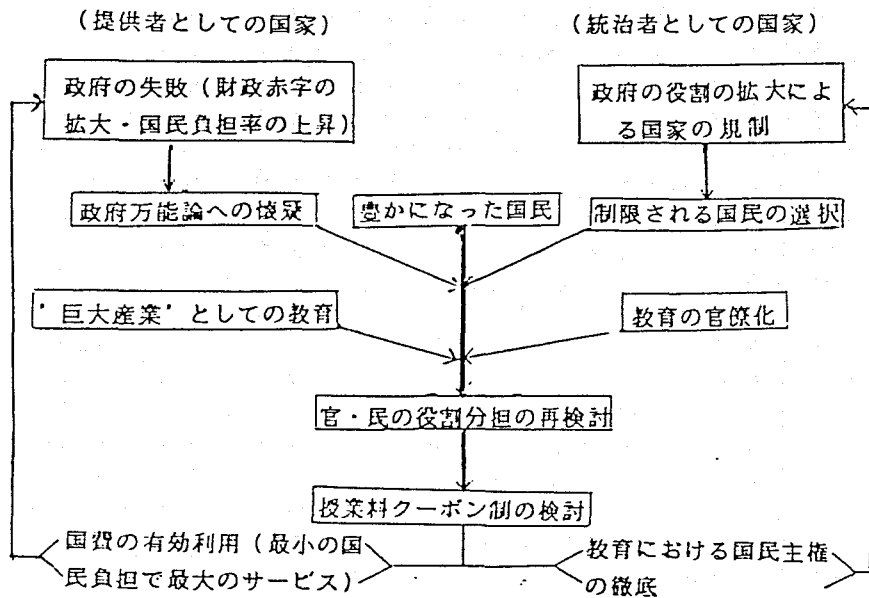 (提供者としての国家)
(統治者としての国家)
政府の失敗(財政赤字の
拡大・国民負担率の上昇)
政府の役割の拡大によ
る国家の規制
政府万能論への懐疑
豊かになった国民
制限される国民の選択
'巨大産業'としての教育
教育の官僚化
官・民の役割分担の再検討
授業料クーポン制の検討
国費の有効利用(最小の国
民負担で最大のサービス)
教育における国民主権
の徹底